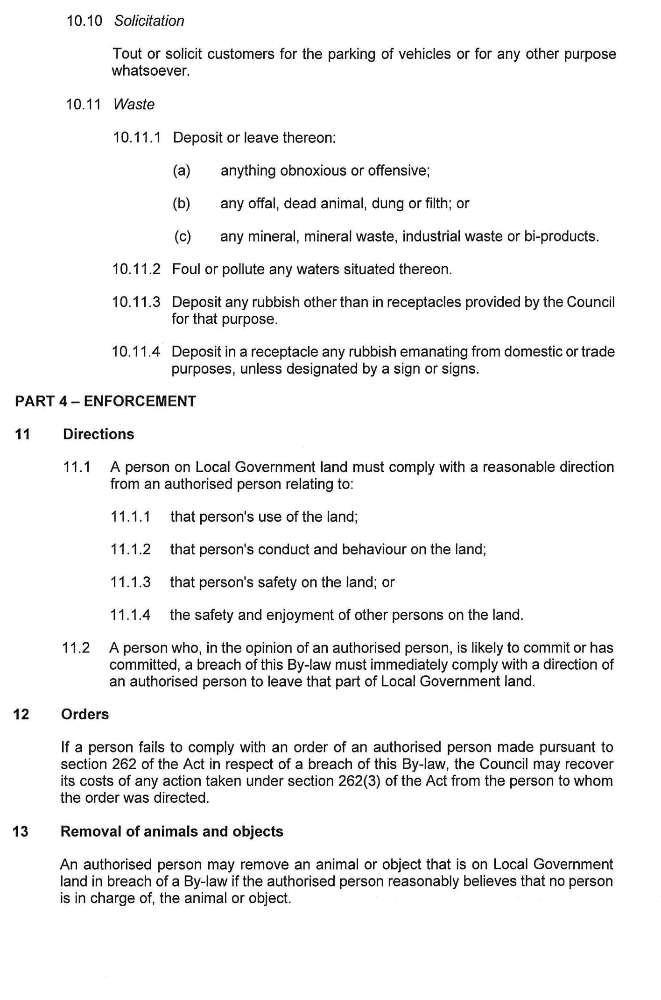 10.10 Solicitation
Tout or solicit customers for the parking of vehicles or for any other purpose
whatsoever.
10.11 Waste
10.11.1 Deposit or leave thereon:
(a) anything obnoxious or offensive;
(b) any offal, dead animal, dung or filth; or
(c) any mineral, mineral waste, industrial waste or bi-products.
10.11.2 Foul or pollute any waters situated thereon.
10.11.3 Deposit any rubbish other than in receptacles provided by the Council
for that purpose.
10.11.4 Deposit in a receptacle any rubbish emanating from domestic or trade
purposes, unless designated by a sign or signs.
PART 4 – ENFORCEMENT
11 Directions
11.1 A person on Local Government land must comply with a reasonable direction
from an authorised person relating to:
11.1.1 that person's use of the land;
11.1.2 that person's conduct and behaviour on the land;
11.1.3 that person's safety on the land; or
11.1.4 the safety and enjoyment of other persons on the land.
11.2 A person who, in the opinion of an authorised person, is likely to commit or has
committed, a breach of this By-law must immediately comply with a direction of
an authorised person to leave that part of Local Government land.
12 Orders
If a person fails to comply with an order of an authorised person made pursuant to
section 262 of the Act in respect of a breach of this By-law, the Council may recover
its costs of any action taken under section 262(3) of the Act from the person to whom
the order was directed.
13 Removal of animals and objects
An authorised person may remove an animal or object that is on Local Government
land in breach of a By-law if the authorised person reasonably believes that no person
is in charge of, the animal or object.